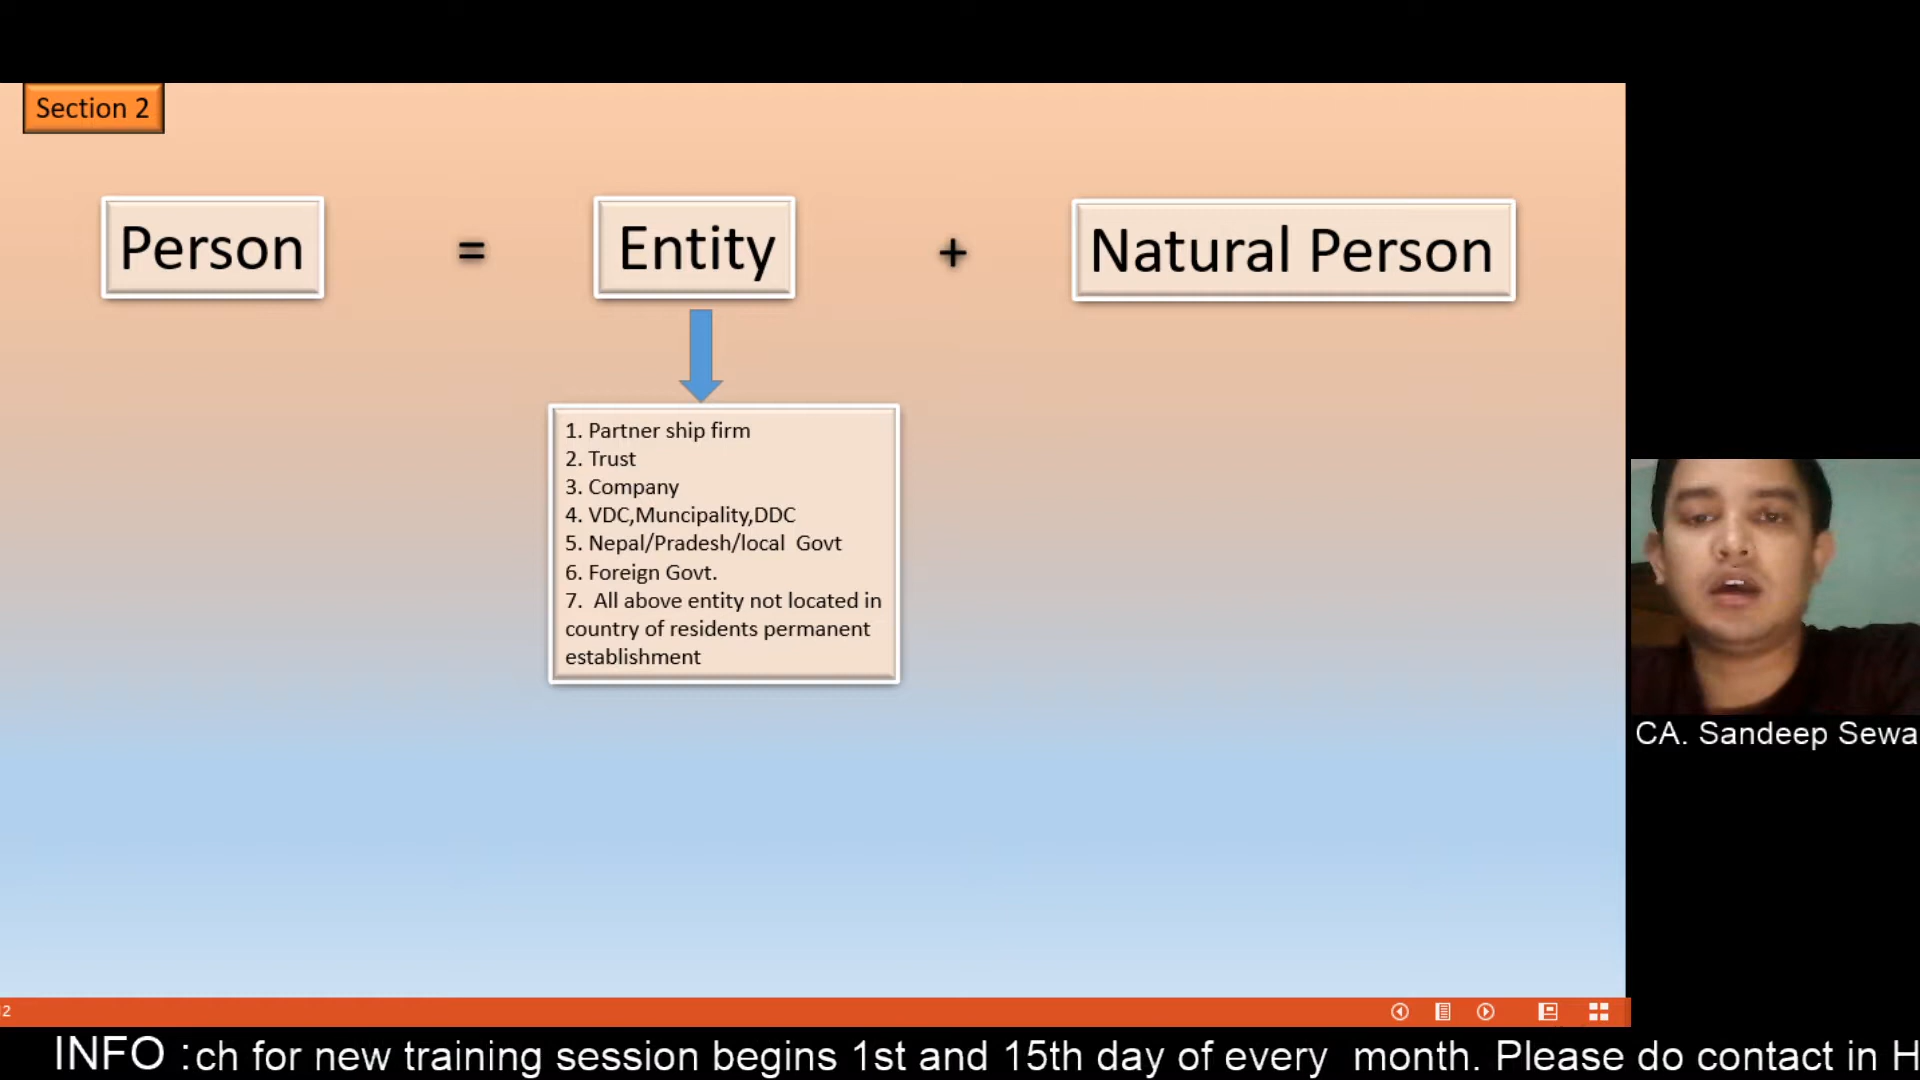 Section 2
Person = Entity + Natural Person
1. Partner ship firm
2. Trust
3. Company
4. VDC,Muncipality,DDC
5. Nepal/Pradesh/local Govt
6. Foreign Govt.
7. All above entity not located in
country of residents permanent
establishment
CA. Sandeep Sewa
INFO :ch for new training session begins 1st and 15th day of every month. Please do contact in H